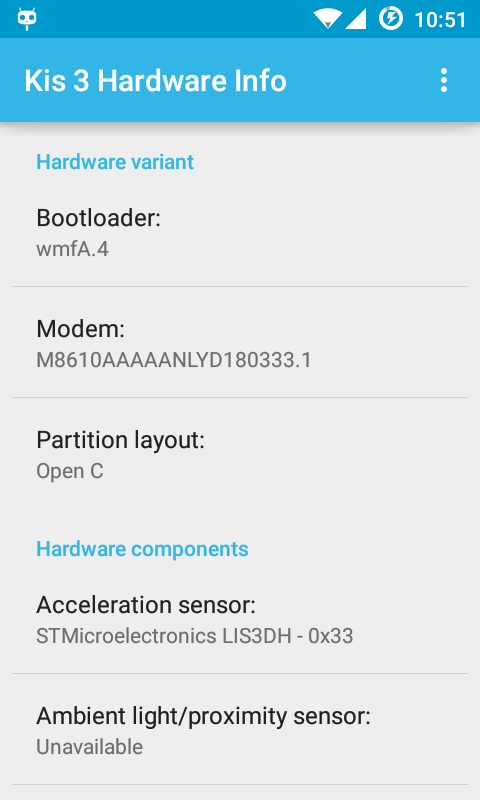 10:51
Kis 3 Hardware Info
Hardware variant
Bootloader:
wmfA.4
Modem:
M8610AAAAANLYD180333.1
Partition layout:
Open C
Hardware components
Acceleration sensor:
STMicroelectronics LIS3DH - 0x33
Ambient light/proximity sensor:
Unavailable